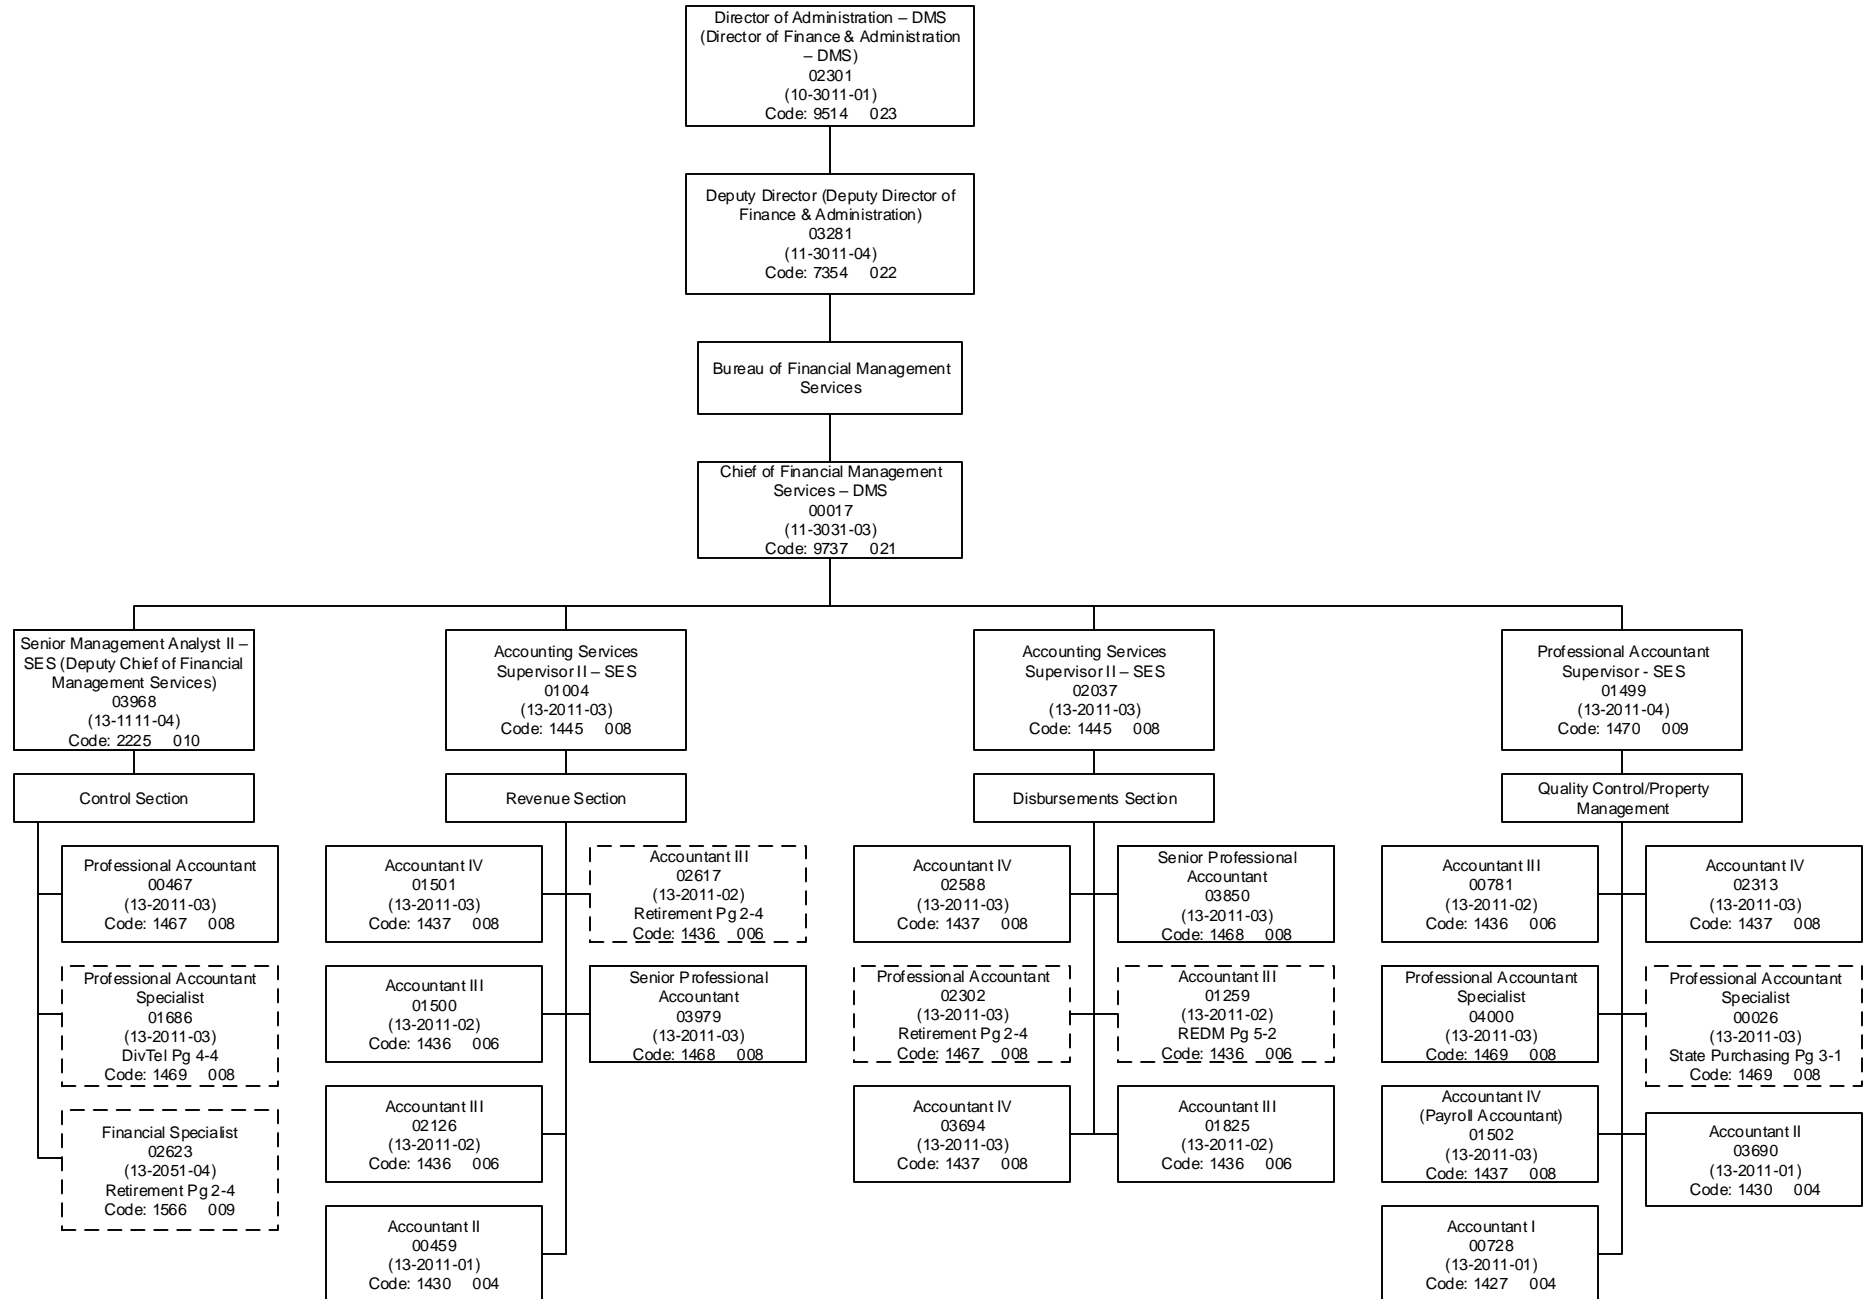 Director of Administration – DMS
(Director of Finance & Administration
– DMS)
02301
(10-3011-01)
Code: 9514 023
Deputy Director (Deputy Director of
Finance & Administration)
03281
(11-3011-04)
Code: 7354 022
Bureau of Financial Management
Services
Chief of Financial Management
Services – DMS
00017
(11-3031-03)
Code: 9737 021
Senior Management Analyst II –
SES (Deputy Chief of Financial
Management Services)
03968
(13-1111-04)
Code: 2225 010
Accounting Services
Supervisor II – SES
01004
(13-2011-03)
Code: 1445 008
Accounting Services
Supervisor II – SES
02037
(13-2011-03)
Code: 1445 008
Professional Accountant
Supervisor - SES
01499
(13-2011-04)
Code: 1470 009
Control Section
Revenue Section
Disbursements Section
Quality Control/Property
Management
Professional Accountant
00467
(13-2011-03)
Code: 1467 008
Professional Accountant
Specialist
01686
(13-2011-03)
DivTel Pg 4-4
Code: 1469 008
Financial Specialist
02623
(13-2051-04)
Retirement Pg 2-4
Code: 1566 009
Accountant IV
01501
(13-2011-03)
Code: 1437 008
Accountant III
02617
(13-2011-02)
Retirement Pg 2-4
Code: 1436 006
Accountant III
01500
(13-2011-02)
Code: 1436 006
Senior Professional
Accountant
03979
(13-2011-03)
Code: 1468 008
Accountant III
02126
(13-2011-02)
Code: 1436 006
Accountant II
00459
(13-2011-01)
Code: 1430 004
Accountant IV
02588
(13-2011-03)
Code: 1437 008
Senior Professional
Accountant
03850
(13-2011-03)
Code: 1468 008
Professional Accountant
02302
(13-2011-03)
Retirement Pg 2-4
Code: 1467 008
Accountant III
01259
(13-2011-02)
REDM Pg 5-2
Code: 1436 006
Accountant IV
03694
(13-2011-03)
Code: 1437 008
Accountant III
01825
(13-2011-02)
Code: 1436 006
Accountant III
00781
(13-2011-02)
Code: 1436 006
Accountant IV
02313
(13-2011-03)
Code: 1437 008
Professional Accountant
Specialist
04000
(13-2011-03)
Code: 1469 008
Professional Accountant
Specialist
00026
(13-2011-03)
State Purchasing Pg 3-1
Code: 1469 008
Accountant IV
(Payroll Accountant)
01502
(13-2011-03)
Code: 1437 008
Accountant II
03690
(13-2011-01)
Code: 1430 004
Accountant I
00728
(13-2011-01)
Code: 1427 004